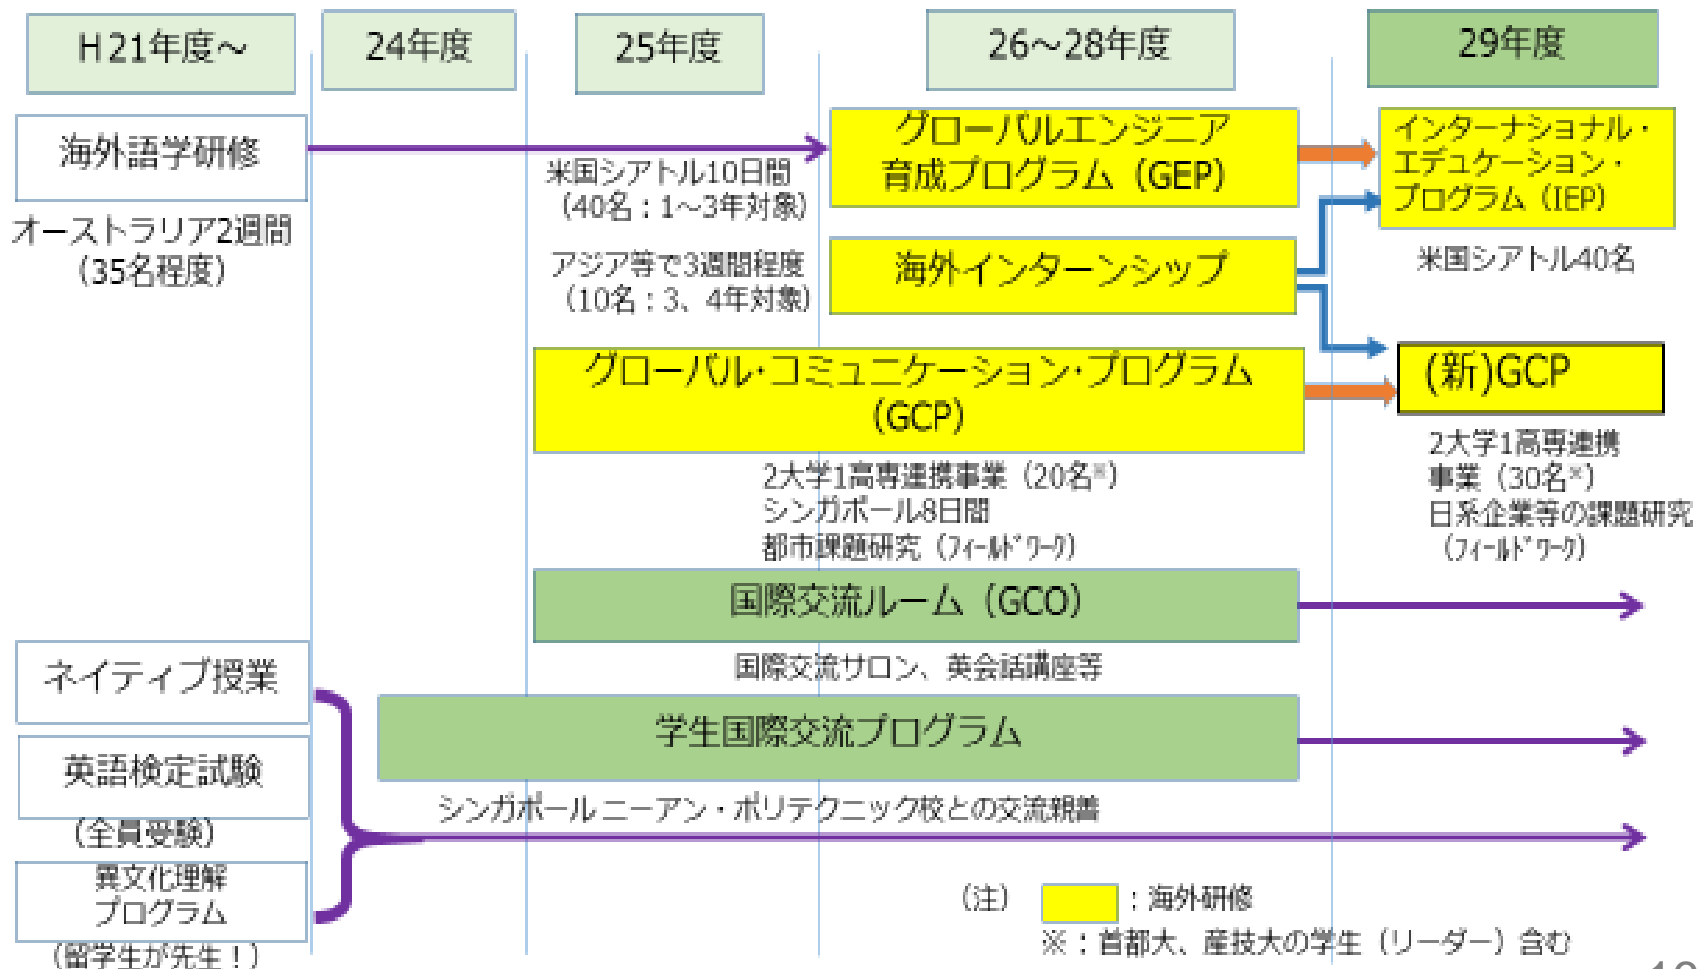 H21年度～
24年度
25年度
26～28年度
29年度
海外語学研修
オーストラリア2週間
（35名程度）
米国シアトル10日間
（40名：1～3年対象）
グローバルエンジニア
育成プログラム（GEP）
インターナショナル・
エデュケーション・
プログラム（IEP）
米国シアトル40名
アジア等で3週間程度
（10名：3、4年対象）
海外インターンシップ
グローバル・コミュニケーション・プログラム
（GCP）
(新)GCP
2大学1高専連携事業（20名※）
シンガポール8日間
都市課題研究（フィールドワーク）
2大学1高専連携
事業（30名※）
日系企業等の課題研究
（フィールドワーク）
国際交流ルーム（GCO）
国際交流サロン、英会話講座等
ネイティブ授業
学生国際交流プログラム
英語検定試験
（全員受験）
シンガポール ニーアン・ポリテクニック校との交流親善
異文化理解
プログラム
（留学生が先生！）
（注）
：海外研修
※：首都大、産技大の学生（リーダー）含む